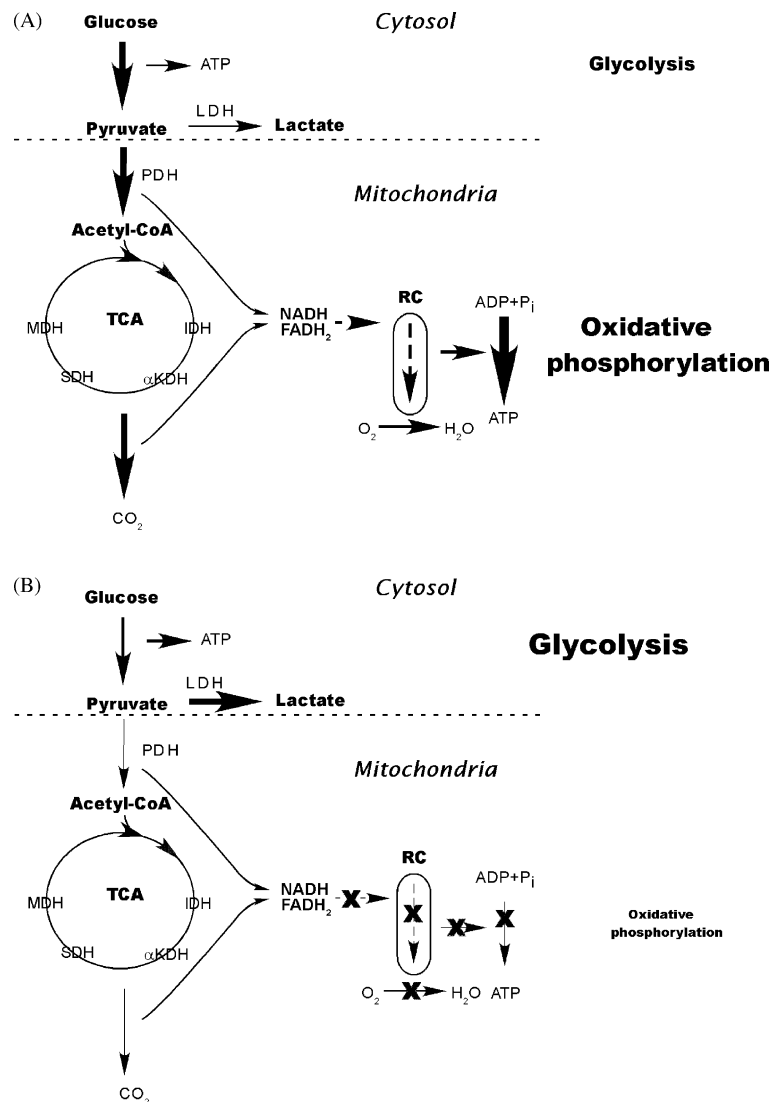 (A)
Glucose
Cytosol
ATP
Glycolysis
LDH
Pyruvate
Lactate
PDH
Mitochondria
Acetyl-CoA
TCA
MDH
IDH
SDH
αKDH
NADH
FADH₂
RC
ADP+Pᵢ
Oxidative
phosphorylation
O₂
H₂O
ATP
CO₂
(B)
Glucose
Cytosol
ATP
Glycolysis
LDH
Pyruvate
Lactate
PDH
Mitochondria
Acetyl-CoA
TCA
MDH
IDH
SDH
αKDH
NADH
FADH₂
X
RC
X
X
ADP+Pᵢ
X
Oxidative
phosphorylation
O₂
X
H₂O
ATP
CO₂